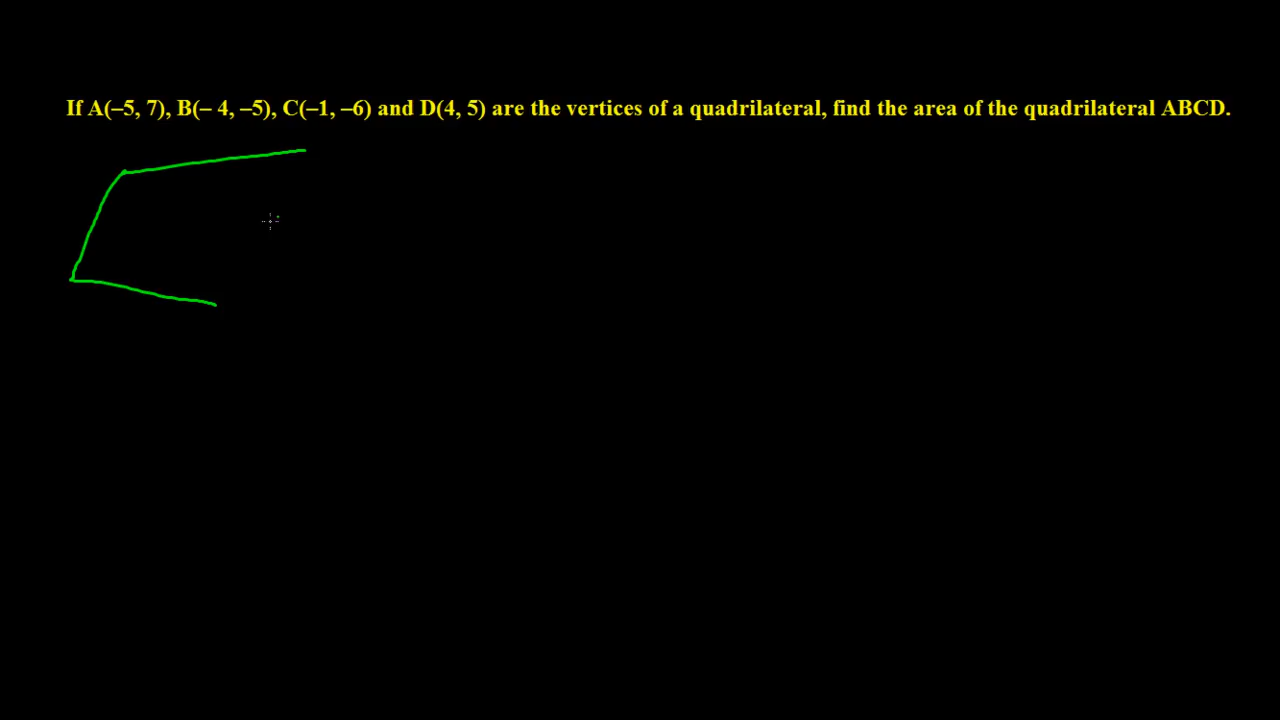 If A(–5, 7), B(– 4, –5), C(–1, –6) and D(4, 5) are the vertices of a quadrilateral, find the area of the quadrilateral ABCD.